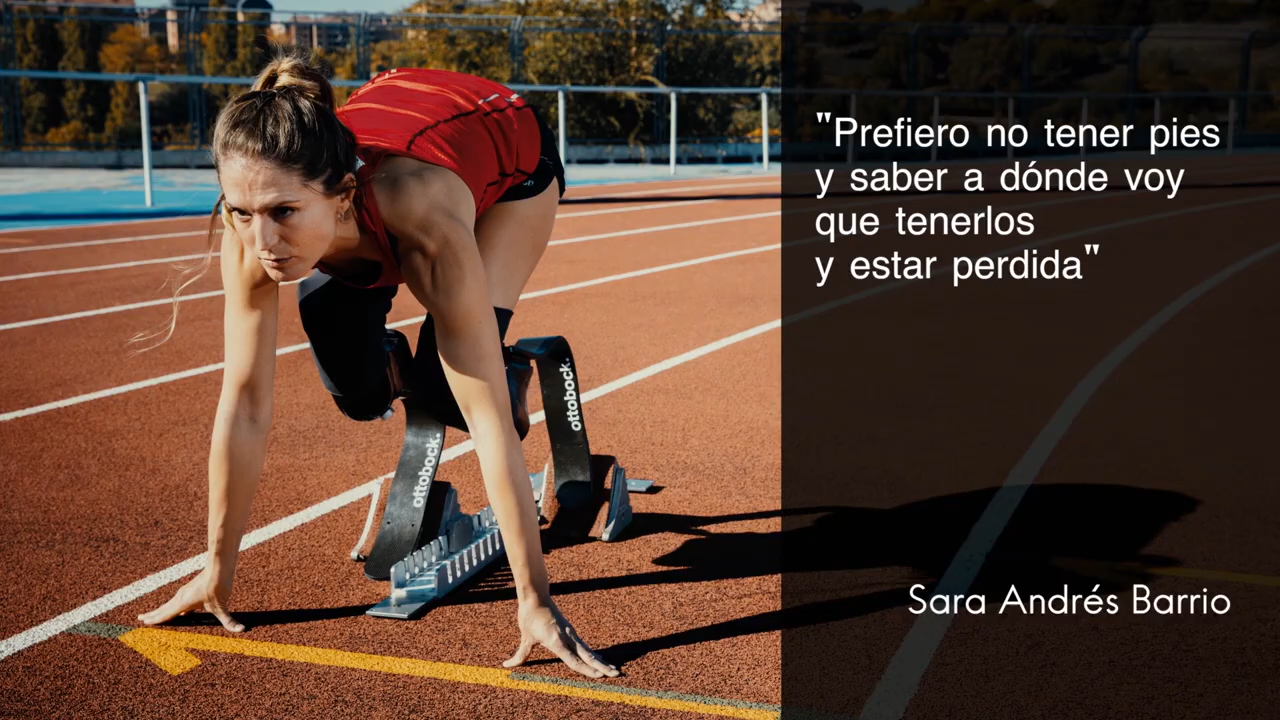 "Prefiero no tener pies
y saber a dónde voy
que tenerlos
y estar perdida"
ottobock.
ottobock.
Sara Andrés Barrio